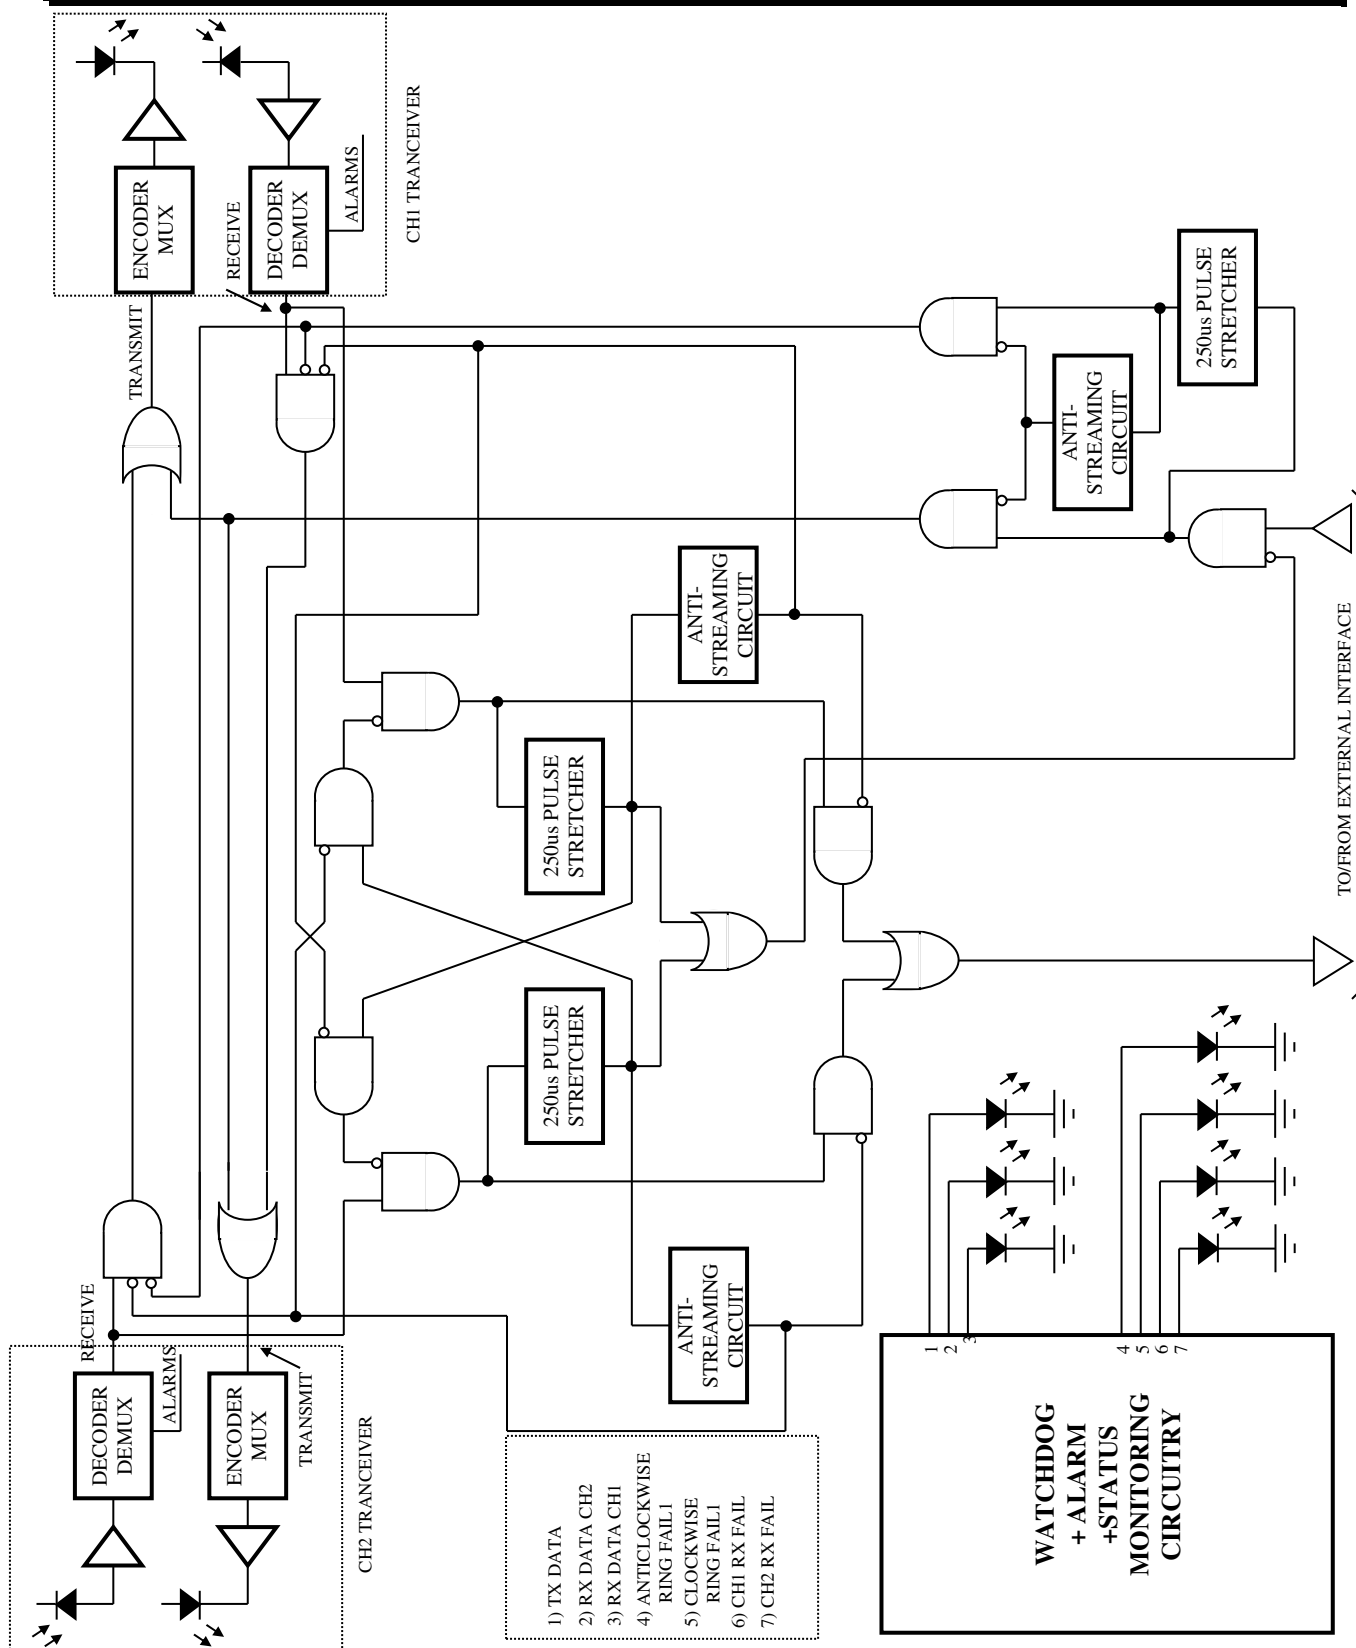 CH2 TRANCEIVER
DECODER
DEMUX
ALARMS
RECEIVE
ENCODER
MUX
TRANSMIT
CH1 TRANCEIVER
ENCODER
MUX
TRANSMIT
DECODER
DEMUX
ALARMS
RECEIVE
250us PULSE
STRETCHER
250us PULSE
STRETCHER
ANTI-
STREAMING
CIRCUIT
ANTI-
STREAMING
CIRCUIT
ANTI-
STREAMING
CIRCUIT
250us PULSE
STRETCHER
TO/FROM EXTERNAL INTERFACE
1) TX DATA
2) RX DATA CH2
3) RX DATA CH1
4) ANTICLOCKWISE
RING FAIL1
5) CLOCKWISE
RING FAIL1
6) CH1 RX FAIL
7) CH2 RX FAIL
1
2
3
4
5
6
7
WATCHDOG
+ ALARM
+STATUS
MONITORING
CIRCUITRY